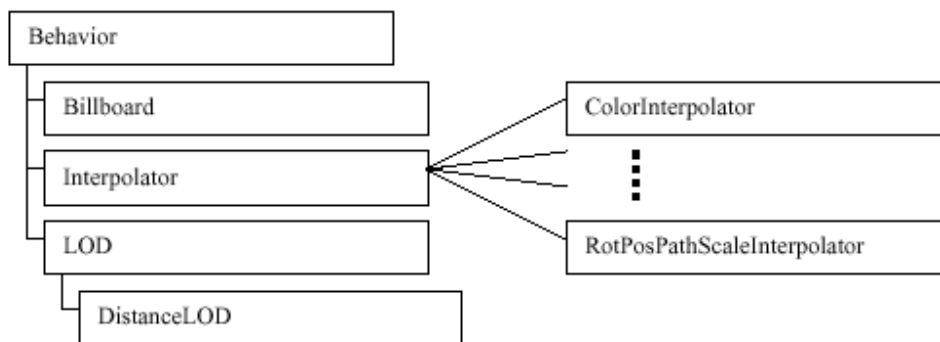 Behavior
Billboard
ColorInterpolator
Interpolator
LOD
RotPosPathScaleInterpolator
DistanceLOD